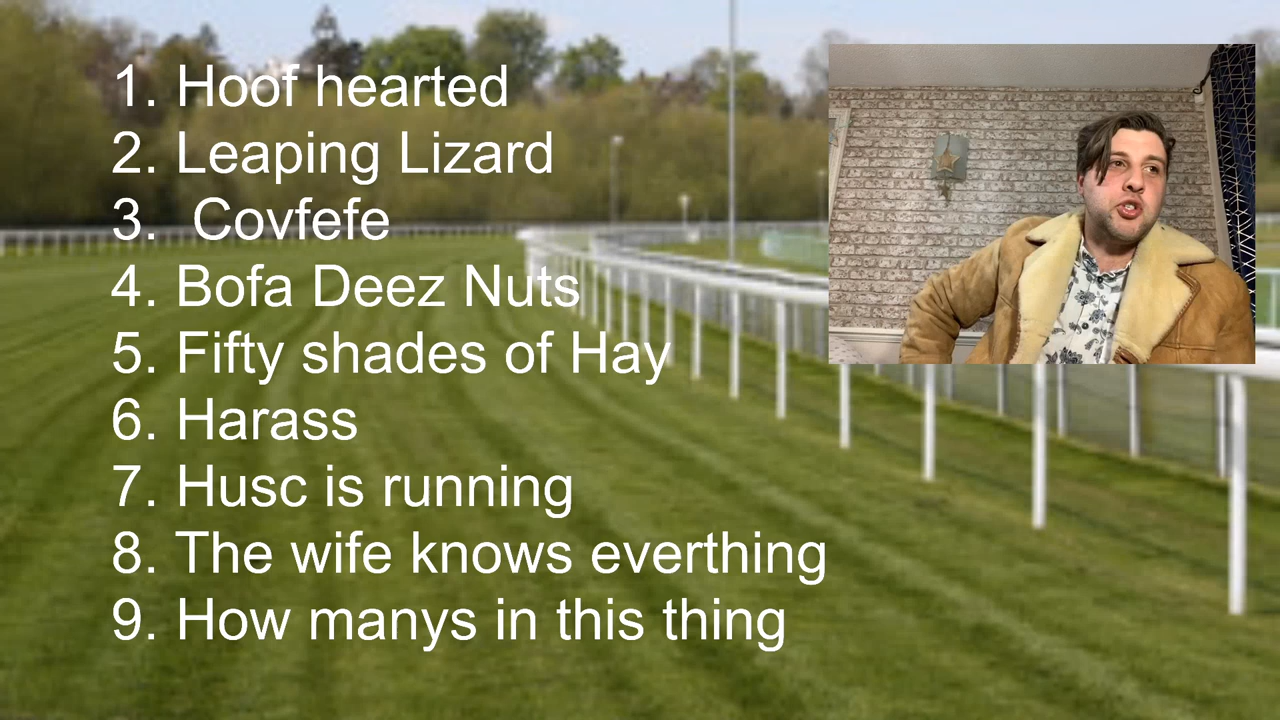 1. Hoof hearted
2. Leaping Lizard
3. Covfefe
4. Bofa Deez Nuts
5. Fifty shades of Hay
6. Harass
7. Husc is running
8. The wife knows everthing
9. How manys in this thing